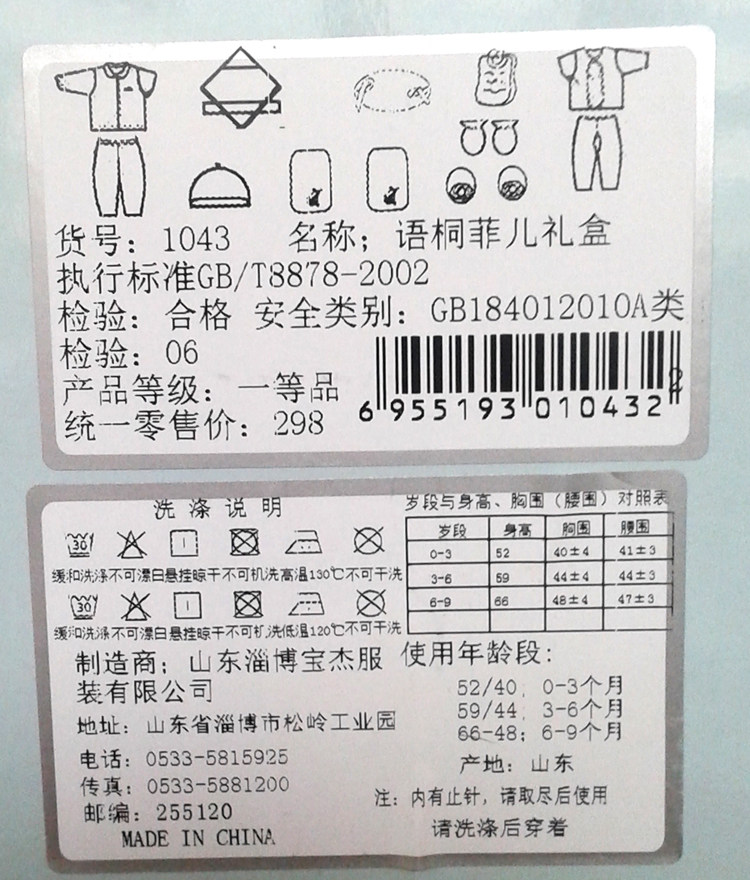 货号：1043 名称；语桐菲儿礼盒
执行标准GB/T8878-2002
检验：合格 安全类别：GB184012010A类
检验：06
产品等级：一等品
统一零售价：298
6 955193 010432
2
洗涤说明
30
缓和洗涤不可漂白悬挂晾干不可机洗高温130℃不可干洗
30
缓和洗涤不可漂白悬挂晾干不可机洗低温120℃不可干洗
岁段与身高、胸围（腰围）对照表
岁段 身高 胸围 腰围
0-3 52 40±4 41±3
3-6 59 44±4 44±3
6-9 66 48±4 47±3
制造商；山东淄博宝杰服
装有限公司
地址：山东省淄博市松岭工业园
电话：0533-5815925
传真：0533-5881200
邮编：255120
MADE IN CHINA
使用年龄段：
52/40；0-3个月
59/44；3-6个月
66-48；6-9个月
产地：山东
注：内有止针，请取尽后使用
请洗涤后穿着